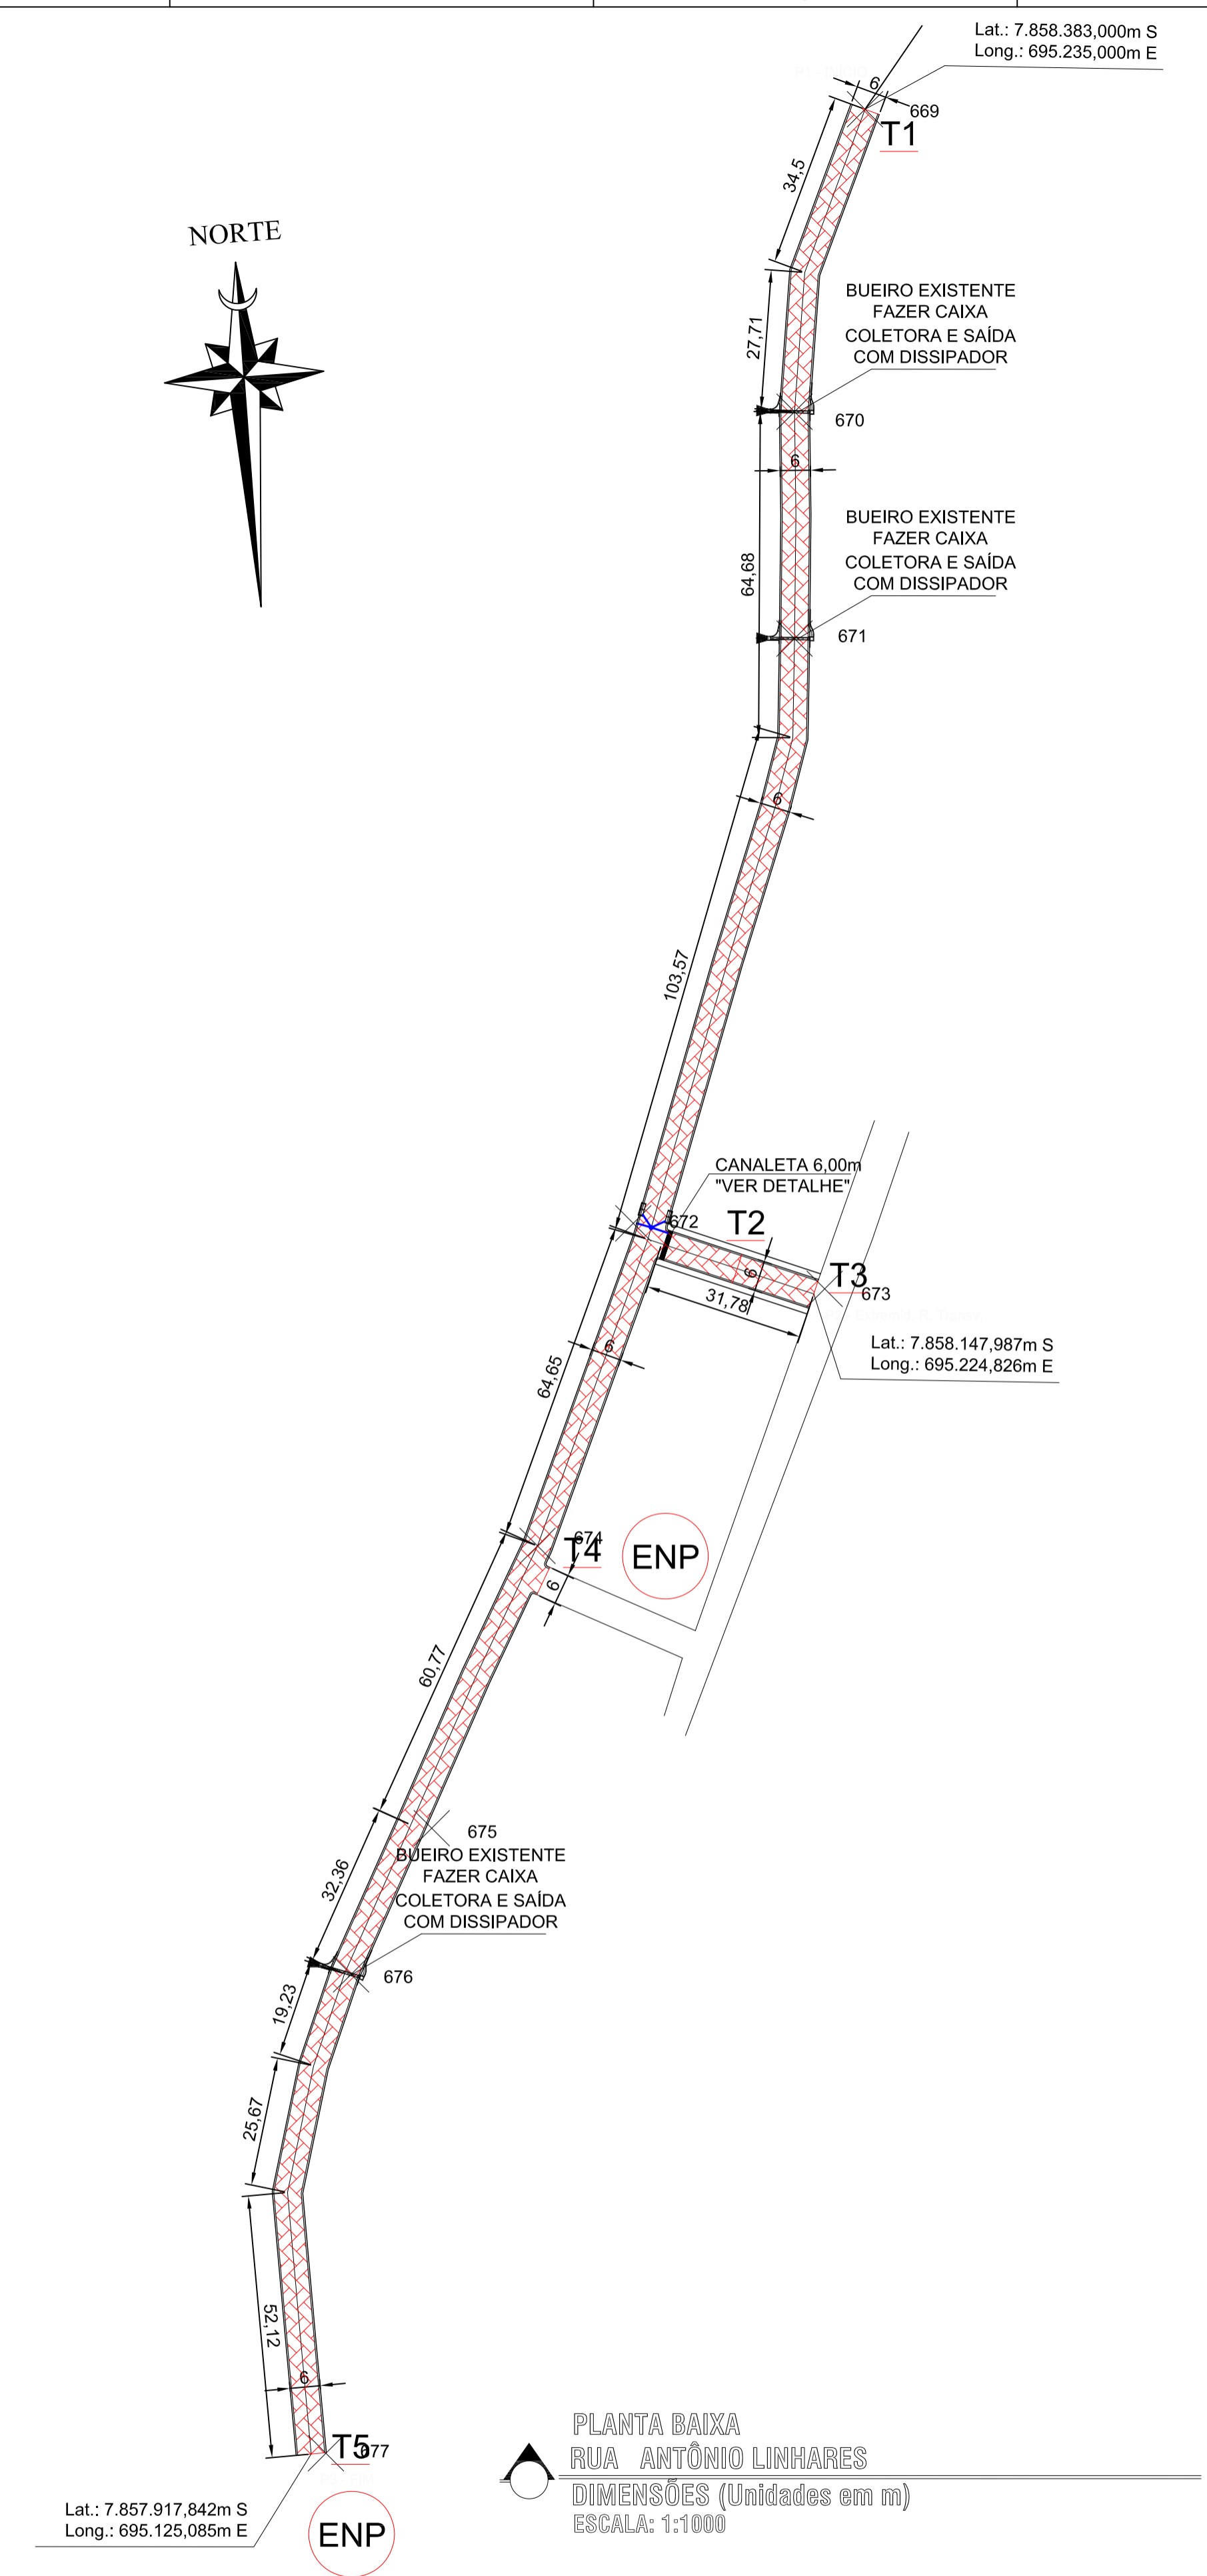 Lat.: 7.858.383,000m S
Long.: 695.235,000m E
6
669
T1
34,5
NORTE
27,71
BUEIRO EXISTENTE
FAZER CAIXA
COLETORA E SAÍDA
COM DISSIPADOR
670
6
64,68
BUEIRO EXISTENTE
FAZER CAIXA
COLETORA E SAÍDA
COM DISSIPADOR
671
6
103,57
CANALETA 6,00m
"VER DETALHE"
672
T2
6
T3
673
31,78
Lat.: 7.858.147,987m S
Long.: 695.224,826m E
6
64,65
674
T4
ENP
6
60,77
675
BUEIRO EXISTENTE
FAZER CAIXA
COLETORA E SAÍDA
COM DISSIPADOR
32,36
676
19,23
25,67
52,12
6
T5
677
Lat.: 7.857.917,842m S
Long.: 695.125,085m E
ENP
PLANTA BAIXA
RUA ANTÔNIO LINHARES
DIMENSÕES (Unidades em m)
ESCALA: 1:1000